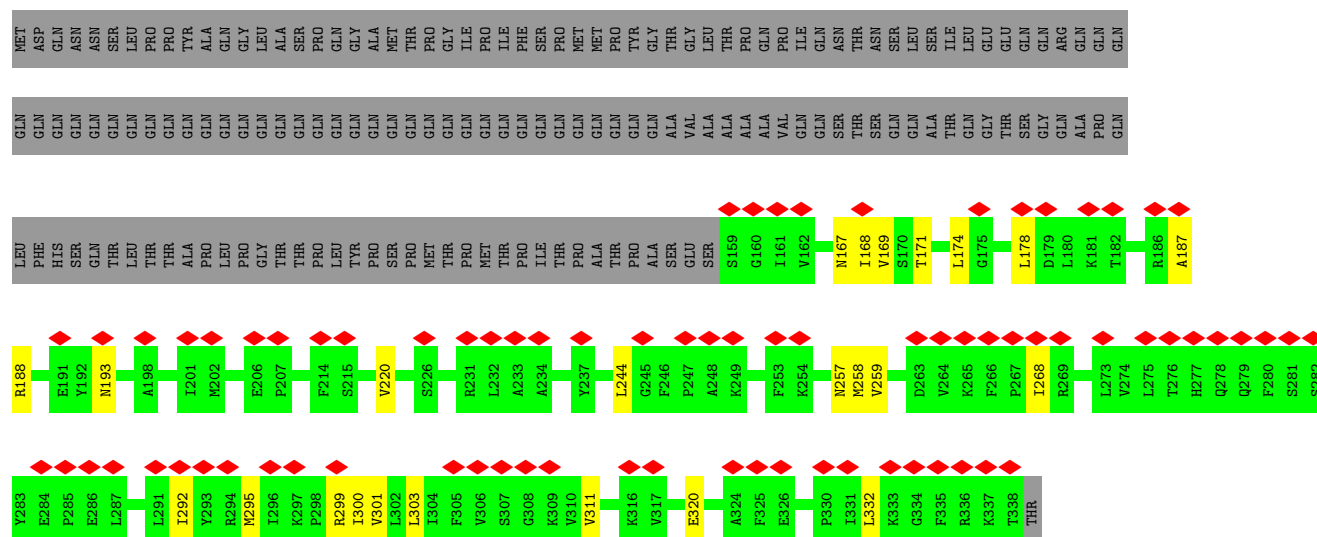 MET ASP GLN ASN ASN SER LEU PRO PRO TYR ALA GLN GLY LEU ALA SER PRO GLN GLY ALA MET THR PRO GLY ILE PRO ILE PHE SER PRO MET MET PRO TYR GLY THR GLY LEU THR PRO GLN PRO ILE GLN ASN THR ASN SER LEU SER ILE LEU GLU GLU GLN GLN ARG GLN GLN GLN
GLN GLN GLN GLN GLN GLN GLN GLN GLN GLN GLN GLN GLN GLN GLN GLN GLN GLN GLN GLN GLN GLN GLN GLN GLN GLN GLN GLN GLN GLN GLN GLN GLN GLN GLN ALA VAL ALA ALA ALA ALA VAL GLN GLN SER THR SER GLN GLN ALA THR GLN GLY THR SER GLY GLN ALA PRO GLN
LEU PHE HIS SER GLN THR LEU THR THR ALA PRO LEU PRO GLY THR THR PRO LEU TYR PRO SER PRO MET THR PRO MET THR PRO ILE THR PRO ALA THR PRO ALA SER GLU SER S159 G160 I161 V162 N167 I168 V169 S170 T171 L174 G175 L178 D179 L180 K181 T182 R186 A187
R188 E191 Y192 N193 A198 I201 M202 E206 P207 F214 S215 V220 S226 R231 L232 A233 A234 Y237 L244 G245 F246 P247 A248 K249 F253 K254 N257 M258 V259 D263 V264 K265 F266 P267 I268 R269 L273 V274 L275 T276 H277 Q278 Q279 F280 S281 S282
Y283 E284 P285 E286 L287 L291 I292 Y293 R294 M295 I296 K297 P298 R299 I300 V301 L302 L303 I304 F305 V306 S307 G308 K309 V310 V311 K316 V317 E320 A324 F325 E326 P330 I331 L332 K333 G334 F335 R336 K337 T338 THR